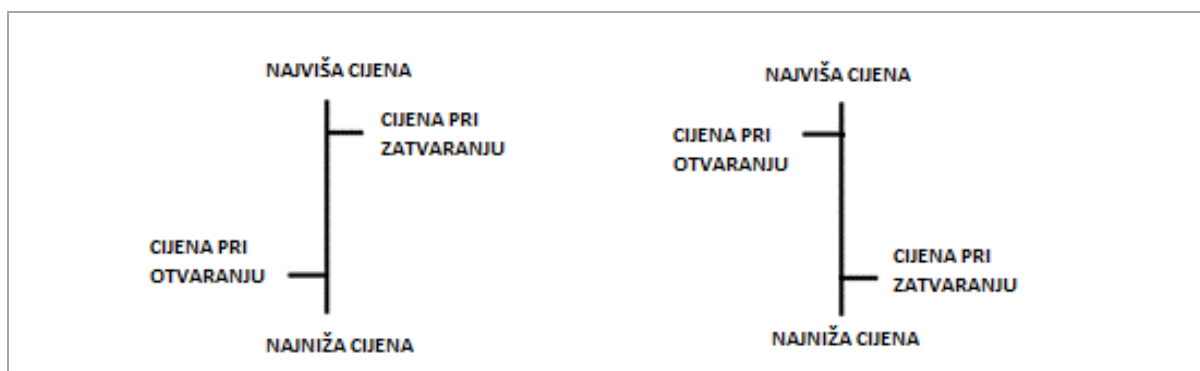 NAJVIŠA CIJENA
CIJENA PRI
ZATVARANJU
CIJENA PRI
OTVARANJU
NAJNIŽA CIJENA
NAJVIŠA CIJENA
CIJENA PRI
OTVARANJU
CIJENA PRI
ZATVARANJU
NAJNIŽA CIJENA